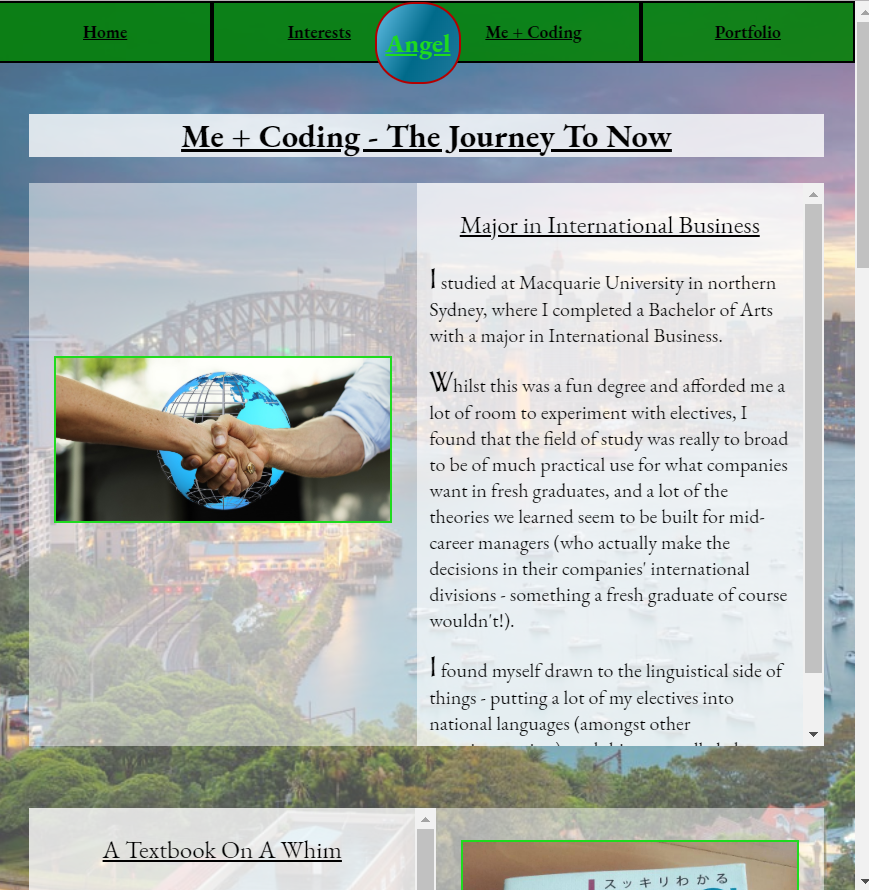 Home
Interests
Angel
Me + Coding
Portfolio
Me + Coding - The Journey To Now
Major in International Business
I studied at Macquarie University in northern
Sydney, where I completed a Bachelor of Arts
with a major in International Business.
Whilst this was a fun degree and afforded me a
lot of room to experiment with electives, I
found that the field of study was really to broad
to be of much practical use for what companies
want in fresh graduates, and a lot of the
theories we learned seem to be built for mid-
career managers (who actually make the
decisions in their companies' international
divisions - something a fresh graduate of course
wouldn't!).
I found myself drawn to the linguistical side of
things - putting a lot of my electives into
national languages (amongst other
A Textbook On A Whim
スッキリわかる